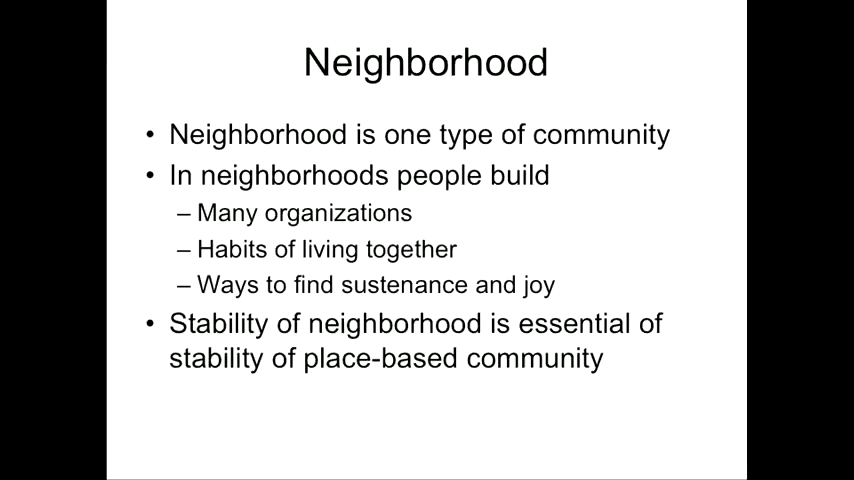 Neighborhood
• Neighborhood is one type of community
• In neighborhoods people build
– Many organizations
– Habits of living together
– Ways to find sustenance and joy
• Stability of neighborhood is essential of
stability of place-based community